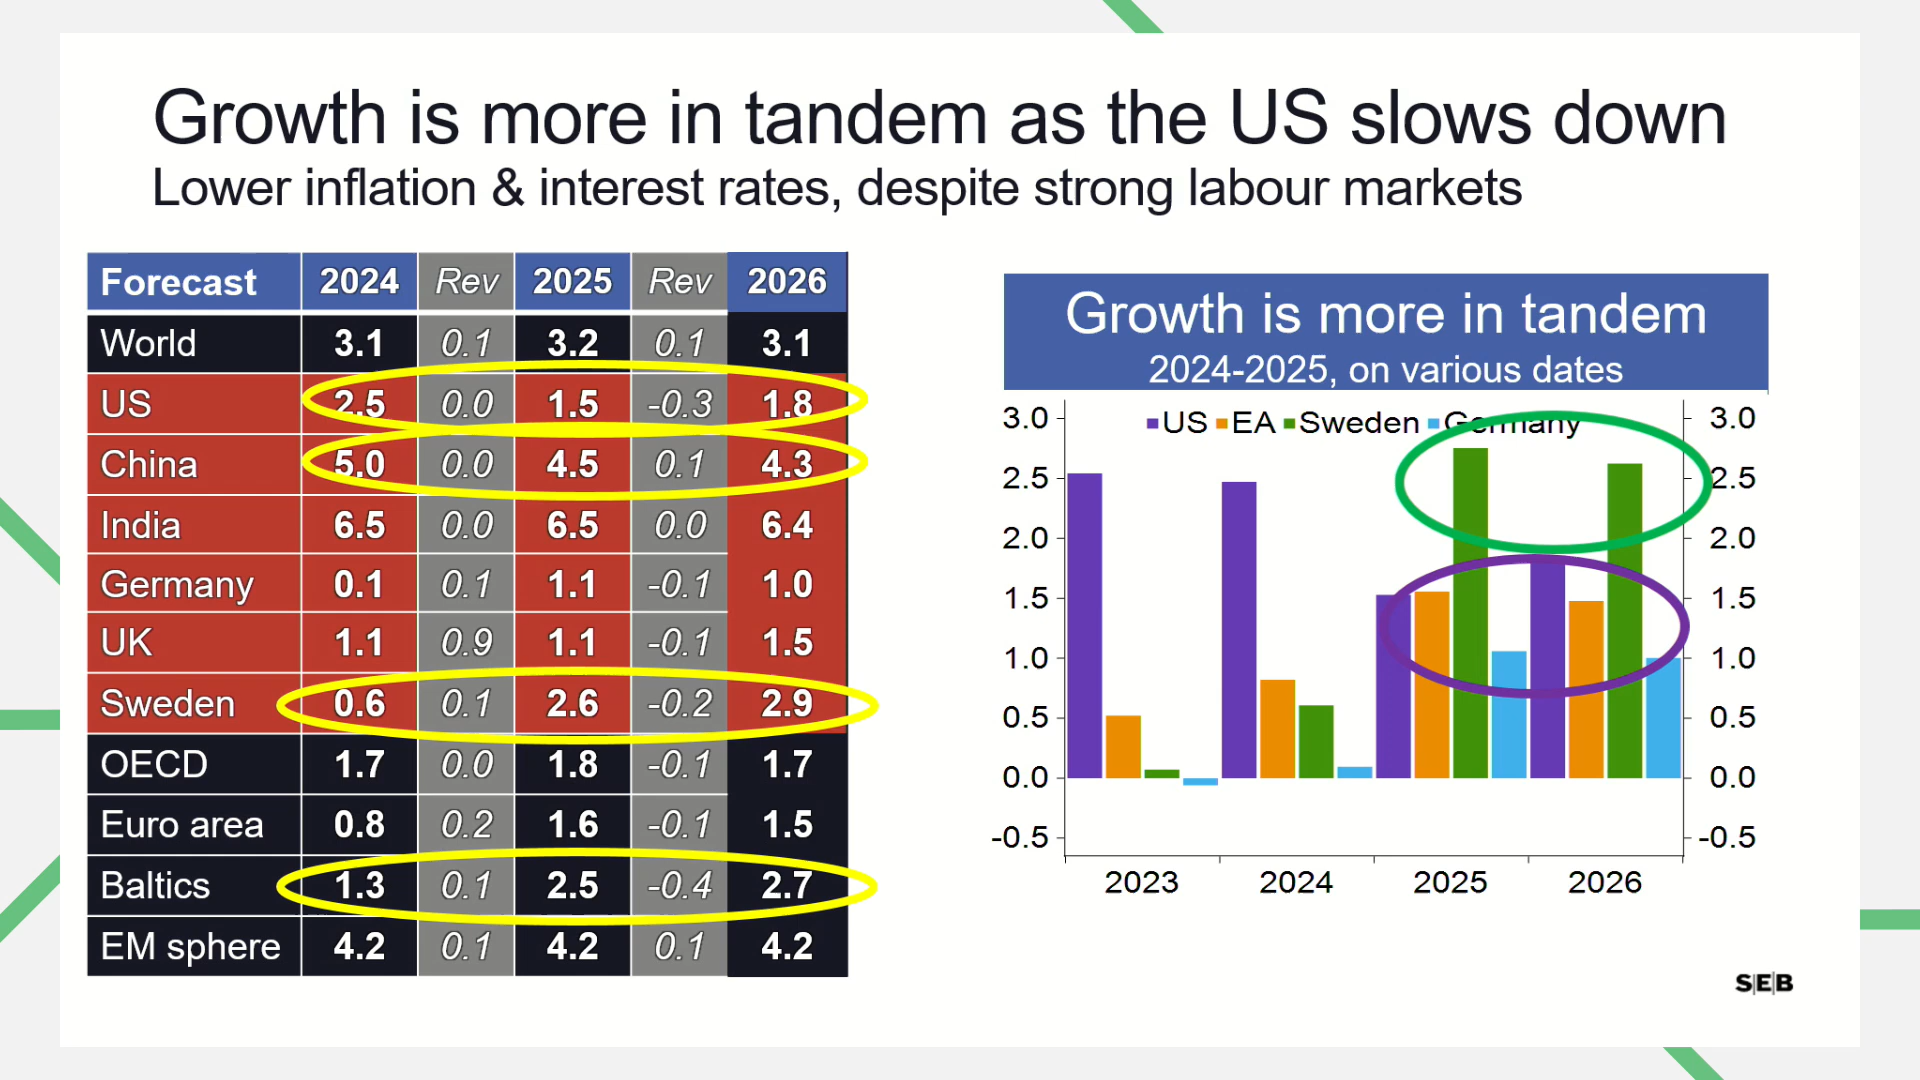 Growth is more in tandem as the US slows down
Lower inflation & interest rates, despite strong labour markets
Forecast 2024 Rev 2025 Rev 2026
World 3.1 0.1 3.2 0.1 3.1
US 2.5 0.0 1.5 -0.3 1.8
China 5.0 0.0 4.5 0.1 4.3
India 6.5 0.0 6.5 0.0 6.4
Germany 0.1 0.1 1.1 -0.1 1.0
UK 1.1 0.9 1.1 -0.1 1.5
Sweden 0.6 0.1 2.6 -0.2 2.9
OECD 1.7 0.0 1.8 -0.1 1.7
Euro area 0.8 0.2 1.6 -0.1 1.5
Baltics 1.3 0.1 2.5 -0.4 2.7
EM sphere 4.2 0.1 4.2 0.1 4.2
Growth is more in tandem
2024-2025, on various dates
US EA Sweden Germany
3.0 3.0
2.5 2.5
2.0 2.0
1.5 1.5
1.0 1.0
0.5 0.5
0.0 0.0
-0.5 -0.5
2023 2024 2025 2026
SEB